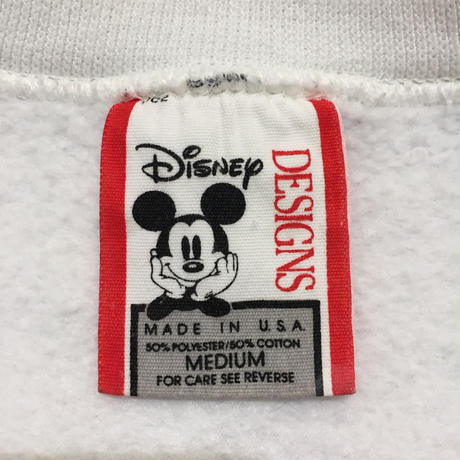 Disney
DESIGNS
MADE IN U.S.A.
50% POLYESTER/50% COTTON
MEDIUM
FOR CARE SEE REVERSE